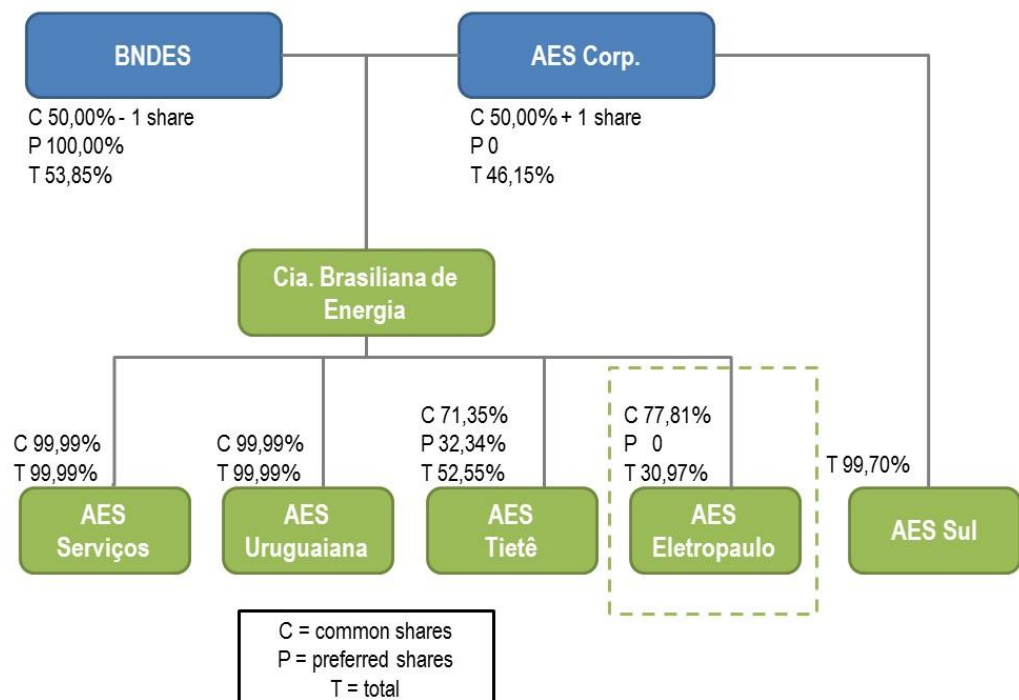 BNDES
AES Corp.
C 50,00% - 1 share
P 100,00%
T 53,85%
C 50,00% + 1 share
P 0
T 46,15%
Cia. Brasiliana de
Energia
C 99,99%
T 99,99%
C 99,99%
T 99,99%
C 71,35%
P 32,34%
T 52,55%
C 77,81%
P 0
T 30,97%
T 99,70%
AES
Serviços
AES
Uruguaiana
AES
Tietê
AES
Eletropaulo
AES Sul
C = common shares
P = preferred shares
T = total